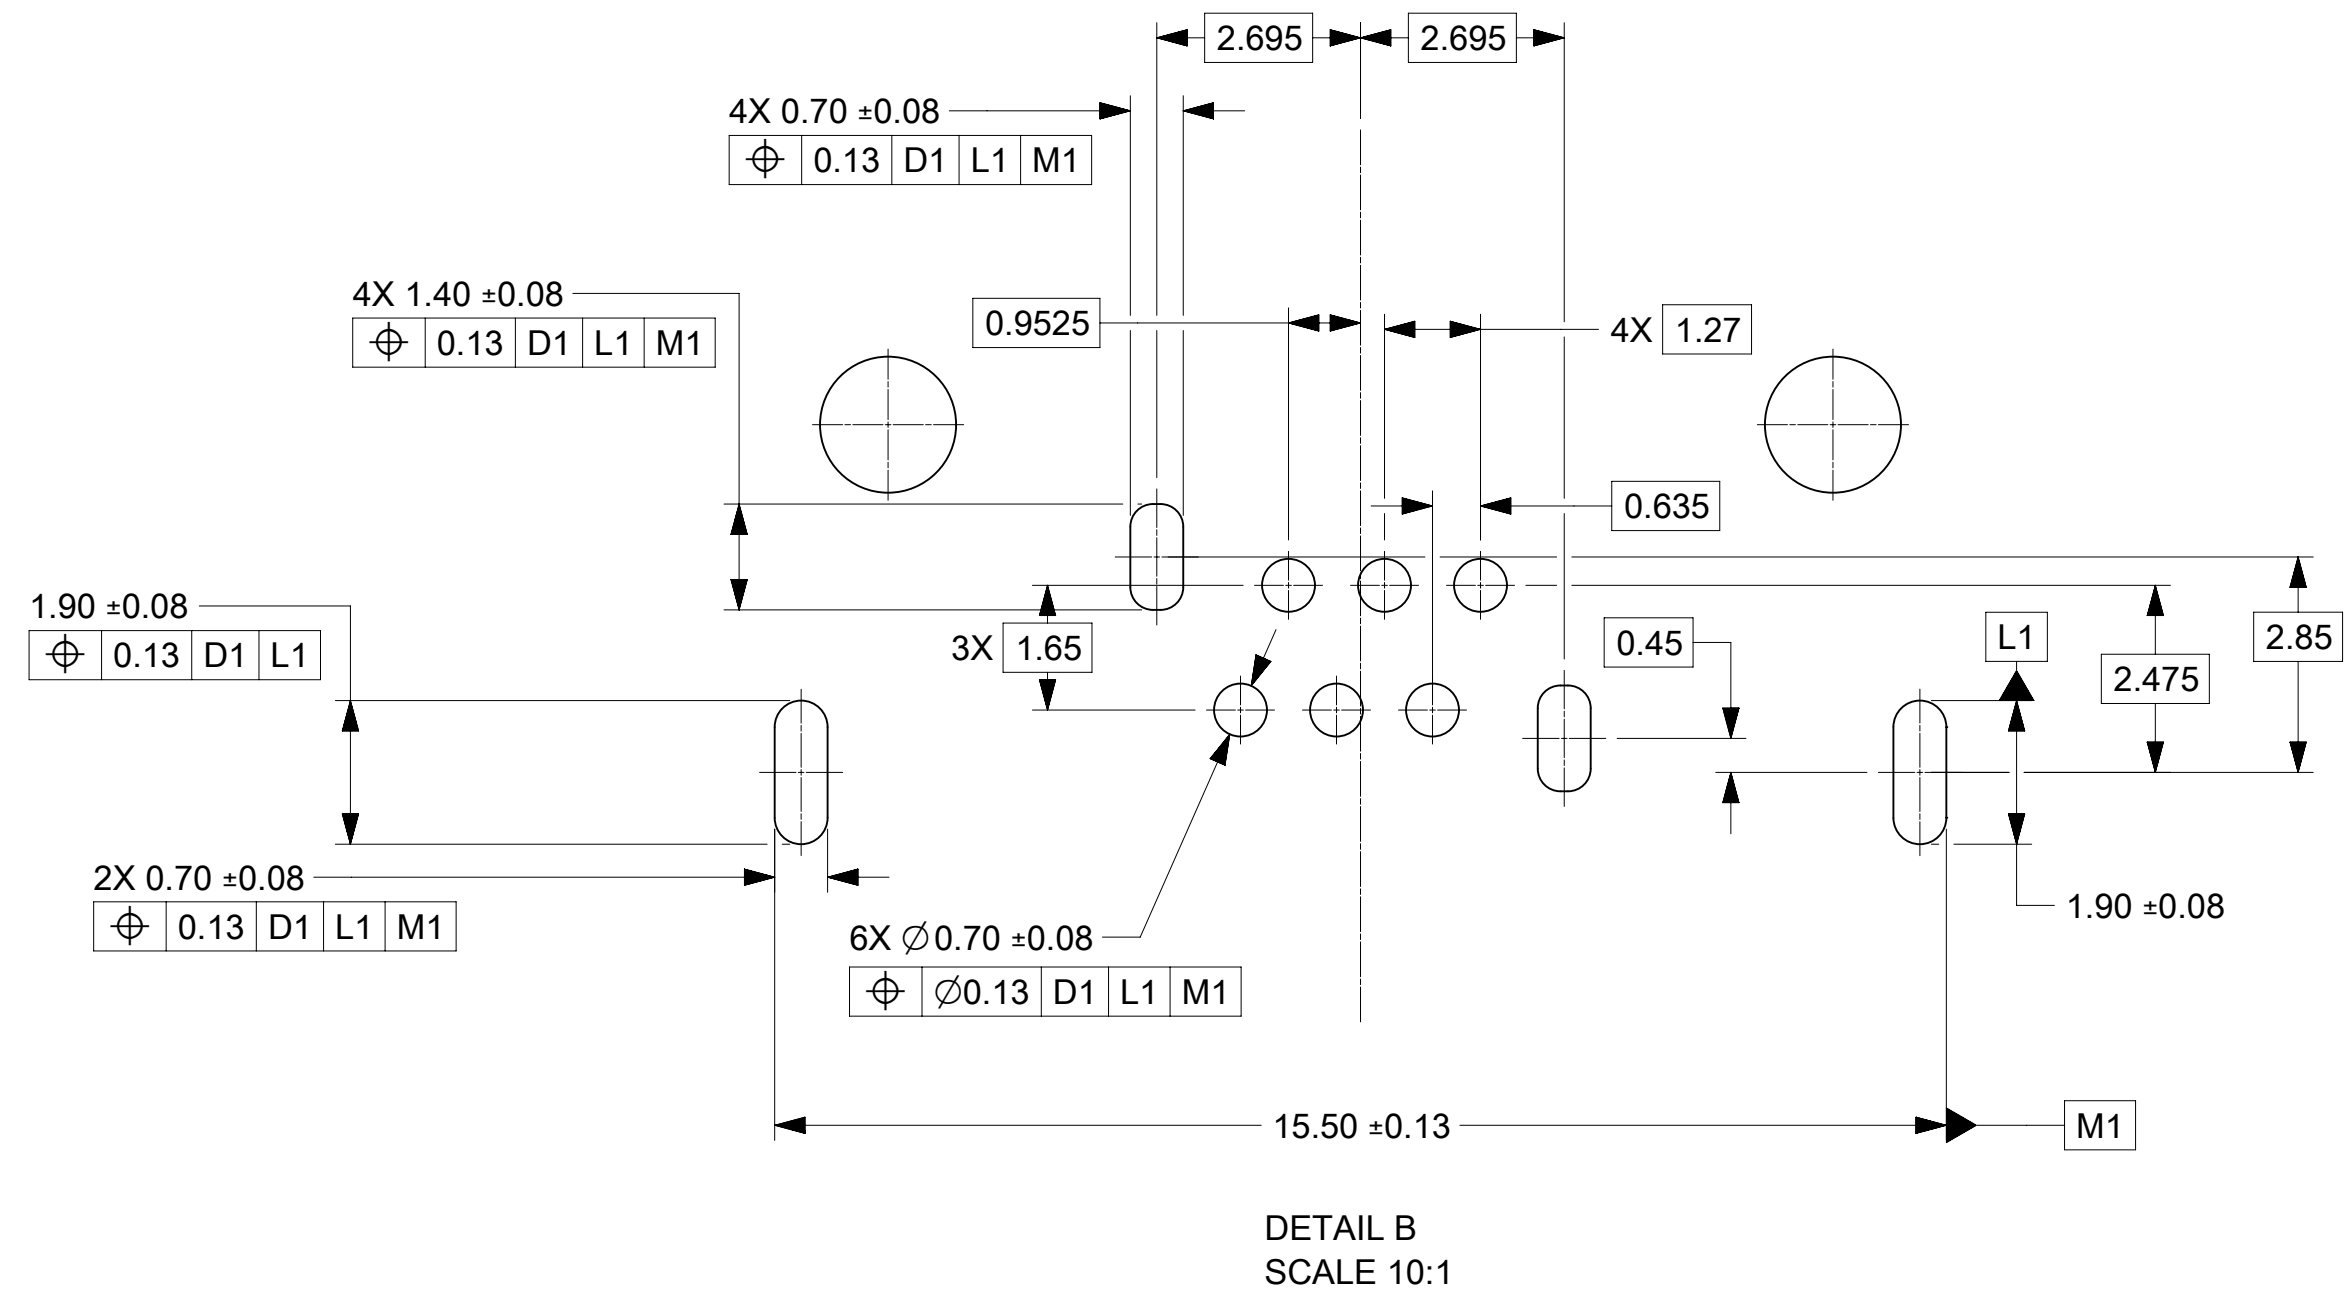 2.695 2.695
4X 0.70 ±0.08
⌖ 0.13 D1 L1 M1
4X 1.40 ±0.08
⌖ 0.13 D1 L1 M1
0.9525
4X 1.27
0.635
1.90 ±0.08
⌖ 0.13 D1 L1
3X 1.65
0.45
L1
2.475
2.85
2X 0.70 ±0.08
⌖ 0.13 D1 L1 M1
1.90 ±0.08
6X ∅0.70 ±0.08
⌖ ∅0.13 D1 L1 M1
15.50 ±0.13
M1
DETAIL B
SCALE 10:1